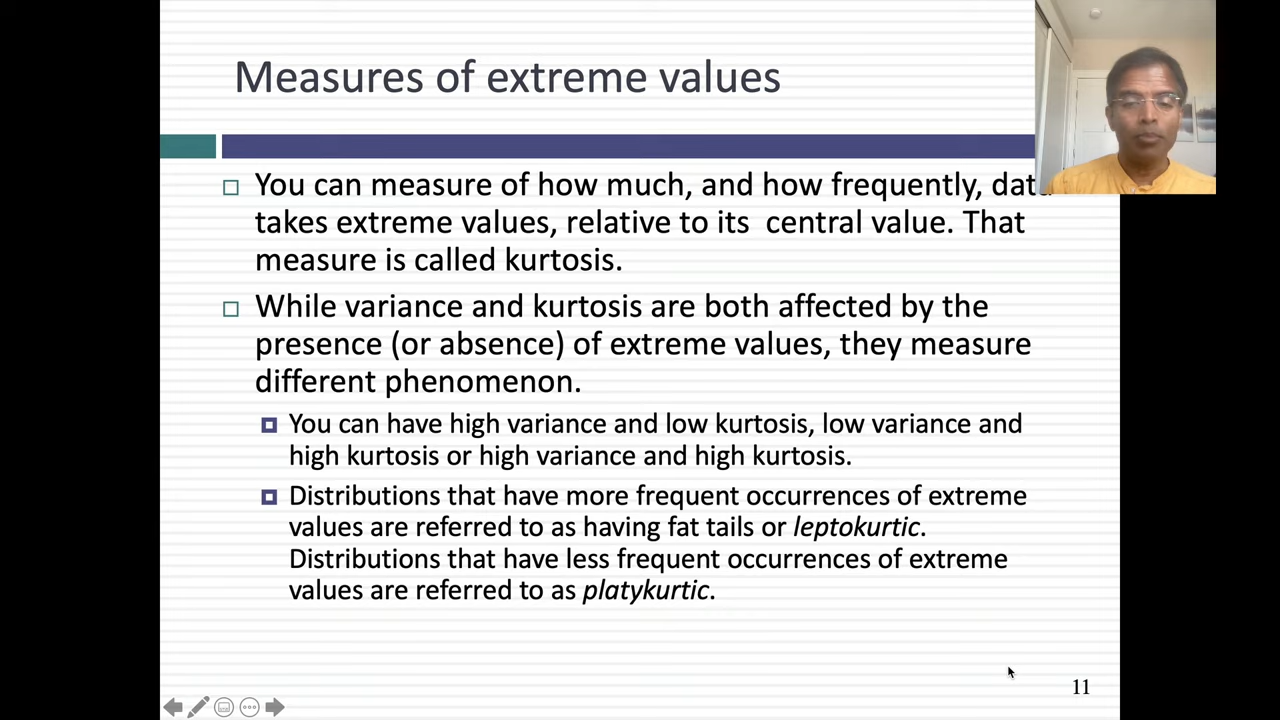 Measures of extreme values
You can measure of how much, and how frequently, data
takes extreme values, relative to its central value. That
measure is called kurtosis.
While variance and kurtosis are both affected by the
presence (or absence) of extreme values, they measure
different phenomenon.
You can have high variance and low kurtosis, low variance and
high kurtosis or high variance and high kurtosis.
Distributions that have more frequent occurrences of extreme
values are referred to as having fat tails or leptokurtic.
Distributions that have less frequent occurrences of extreme
values are referred to as platykurtic.
11